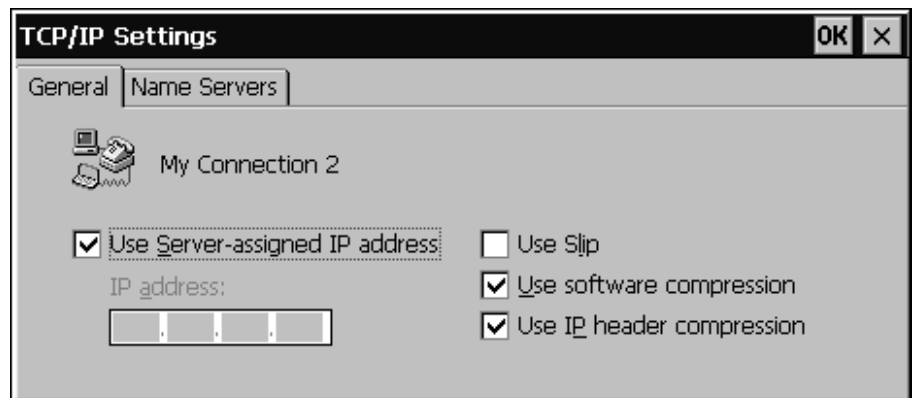 TCP/IP Settings OK ×
General Name Servers
My Connection 2
Use Server-assigned IP address Use Slip
IP address: Use software compression
. . . Use IP header compression